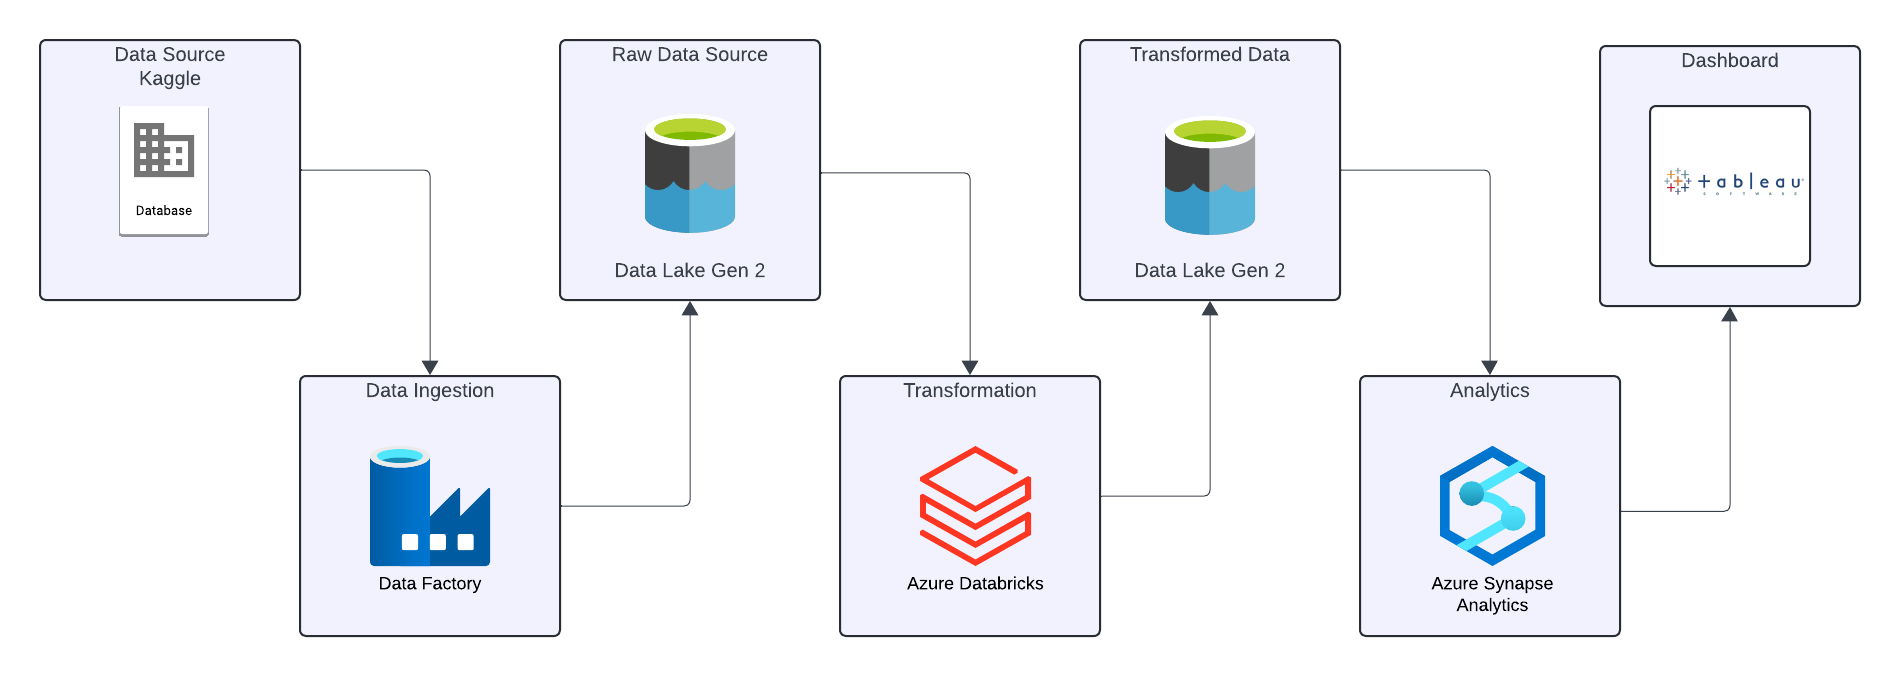 Data Source
Kaggle
Database
Raw Data Source
Data Lake Gen 2
Transformed Data
Data Lake Gen 2
Dashboard
+ableau
SOFTWARE
Data Ingestion
Data Factory
Transformation
Azure Databricks
Analytics
Azure Synapse
Analytics